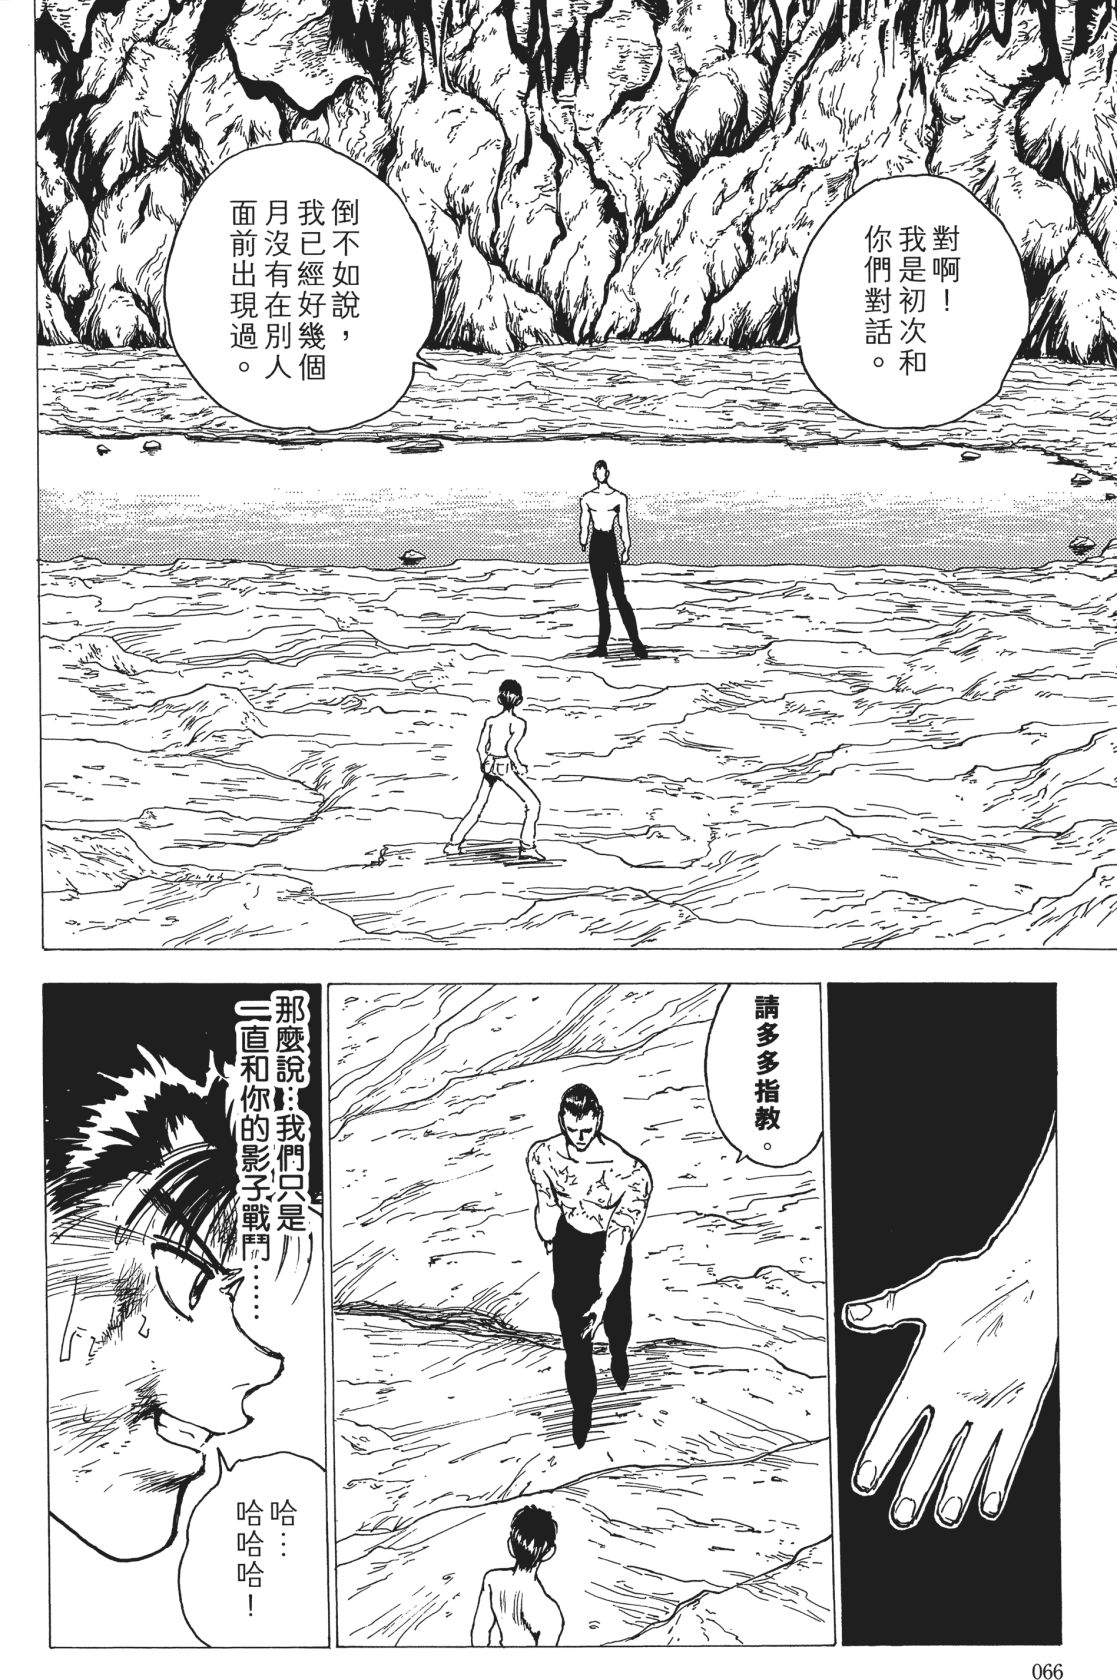 對啊！
我是初次和
你們對話。
倒不如說，
我已經好幾個
月沒有在別人
面前出現過。
請多多指教。
那麼說…我們只是
一直和你的影子戰鬥……
哈…
哈哈哈！
066